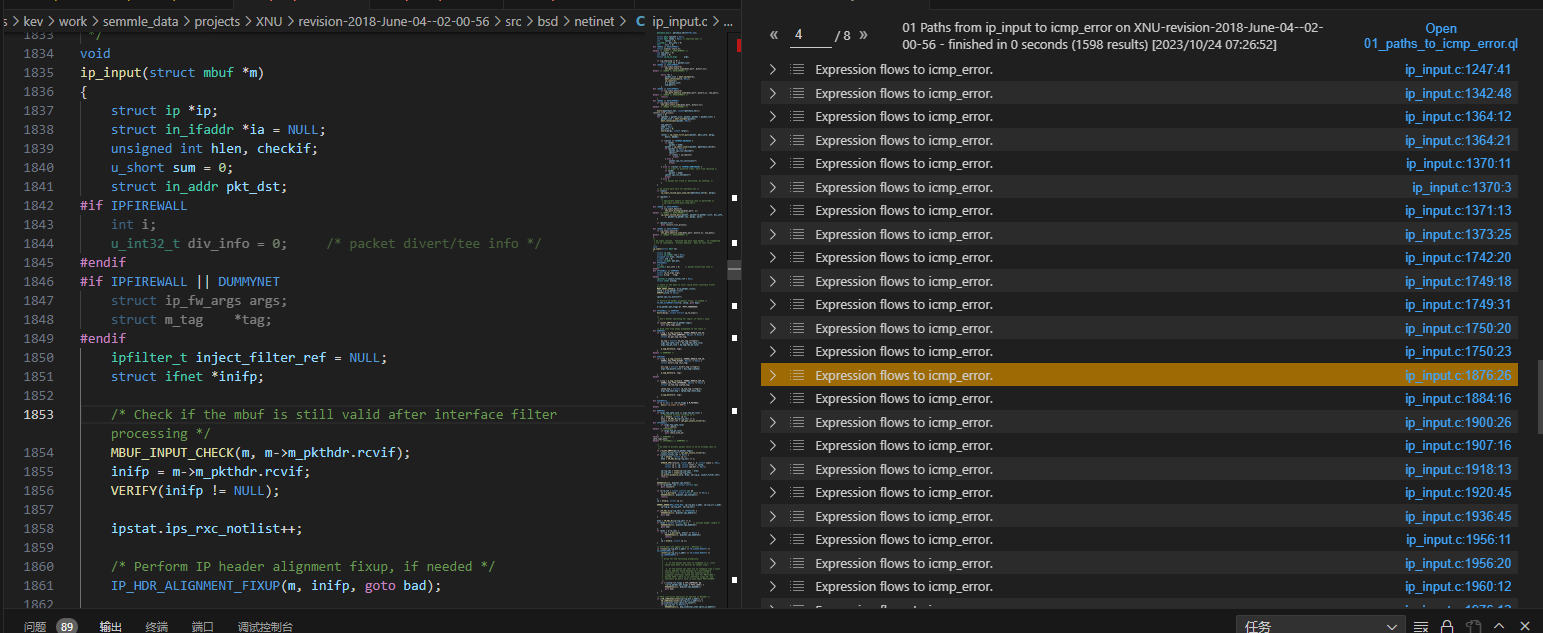 s > kev > work > semmle_data > projects > XNU > revision-2018-June-04--02-00-56 > src > bsd > netinet > C ip_input.c > ...
1833 */
1834 void
1835 ip_input(struct mbuf *m)
1836 {
1837 struct ip *ip;
1838 struct in_ifaddr *ia = NULL;
1839 unsigned int hlen, checkif;
1840 u_short sum = 0;
1841 struct in_addr pkt_dst;
1842 #if IPFIREWALL
1843 int i;
1844 u_int32_t div_info = 0; /* packet divert/tee info */
1845 #endif
1846 #if IPFIREWALL || DUMMYNET
1847 struct ip_fw_args args;
1848 struct m_tag *tag;
1849 #endif
1850 ipfilter_t inject_filter_ref = NULL;
1851 struct ifnet *inifp;
1852
1853 /* Check if the mbuf is still valid after interface filter
processing */
1854 MBUF_INPUT_CHECK(m, m->m_pkthdr.rcvif);
1855 inifp = m->m_pkthdr.rcvif;
1856 VERIFY(inifp != NULL);
1857
1858 ipstat.ips_rxc_notlist++;
1859
1860 /* Perform IP header alignment fixup, if needed */
1861 IP_HDR_ALIGNMENT_FIXUP(m, inifp, goto bad);
1862
« 4 / 8 »
01 Paths from ip_input to icmp_error on XNU-revision-2018-June-04--02-
00-56 - finished in 0 seconds (1598 results) [2023/10/24 07:26:52]
Open
01_paths_to_icmp_error.ql
Expression flows to icmp_error. ip_input.c:1247:41
Expression flows to icmp_error. ip_input.c:1342:48
Expression flows to icmp_error. ip_input.c:1364:12
Expression flows to icmp_error. ip_input.c:1364:21
Expression flows to icmp_error. ip_input.c:1370:11
Expression flows to icmp_error. ip_input.c:1370:3
Expression flows to icmp_error. ip_input.c:1371:13
Expression flows to icmp_error. ip_input.c:1373:25
Expression flows to icmp_error. ip_input.c:1742:20
Expression flows to icmp_error. ip_input.c:1749:18
Expression flows to icmp_error. ip_input.c:1749:31
Expression flows to icmp_error. ip_input.c:1750:20
Expression flows to icmp_error. ip_input.c:1750:23
Expression flows to icmp_error. ip_input.c:1876:26
Expression flows to icmp_error. ip_input.c:1884:16
Expression flows to icmp_error. ip_input.c:1900:26
Expression flows to icmp_error. ip_input.c:1907:16
Expression flows to icmp_error. ip_input.c:1918:13
Expression flows to icmp_error. ip_input.c:1920:45
Expression flows to icmp_error. ip_input.c:1936:45
Expression flows to icmp_error. ip_input.c:1956:11
Expression flows to icmp_error. ip_input.c:1956:20
Expression flows to icmp_error. ip_input.c:1960:12
问题 89 输出 终端 端口 调试控制台
任务